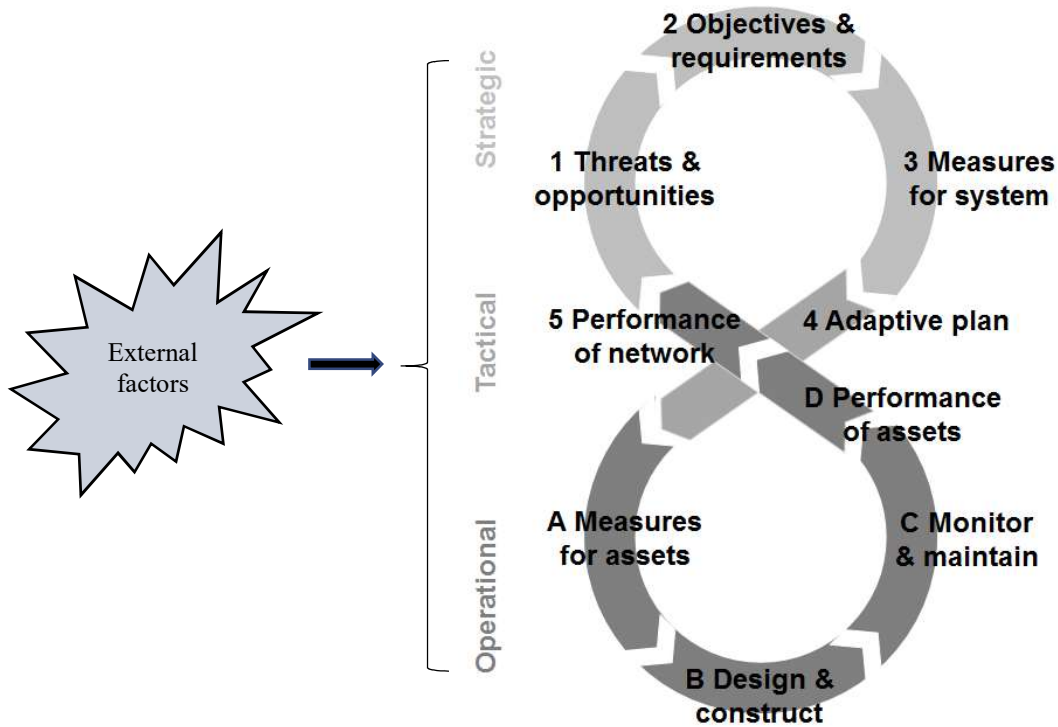 2 Objectives &
requirements
Strategic
1 Threats &
opportunities
3 Measures
for system
External
factors
Tactical
5 Performance
of network
4 Adaptive plan
D Performance
of assets
Operational
A Measures
for assets
C Monitor
& maintain
B Design &
construct